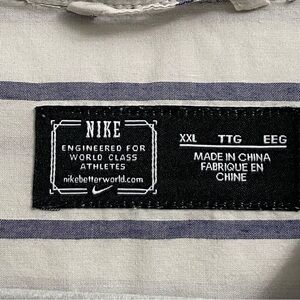 NIKE
ENGINEERED FOR
WORLD CLASS
ATHLETES
nikebetterworld.com
XXL TTG EEG
MADE IN CHINA
FABRIQUE EN
CHINE